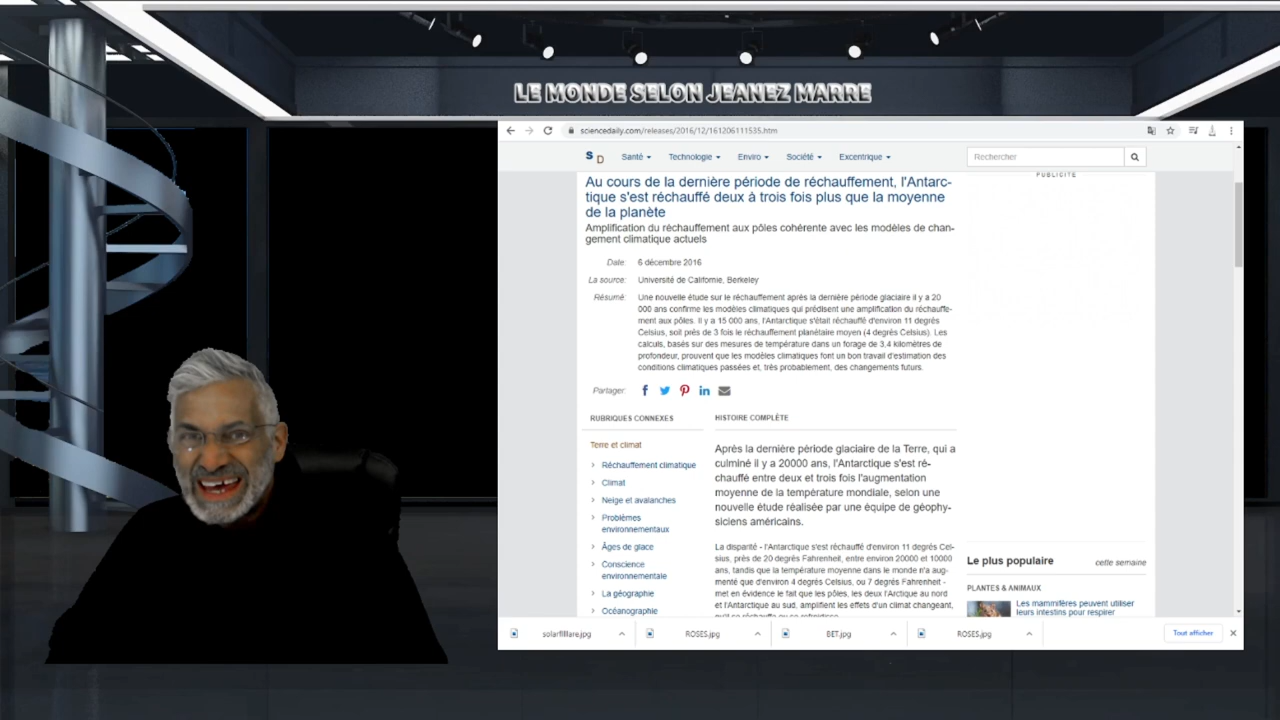 LE MONDE SELON JEANEZ MARRE
sciencedaily.com/releases/2016/12/161206111535.htm
S D
Santé
Technologie
Enviro
Société
Excentrique
Rechercher
PUBLICITÉ
Au cours de la dernière période de réchauffement, l'Antarc-
tique s'est réchauffé deux à trois fois plus que la moyenne
de la planète
Amplification du réchauffement aux pôles cohérente avec les modèles de chan-
gement climatique actuels
Date: 6 décembre 2016
La source: Université de Californie, Berkeley
Résumé: Une nouvelle étude sur le réchauffement après la dernière période glaciaire il y a 20
000 ans confirme les modèles climatiques qui prédisent une amplification du réchauffe-
ment aux pôles. Il y a 15 000 ans, l'Antarctique s'était réchauffé d'environ 11 degrés
Celsius, soit près de 3 fois le réchauffement planétaire moyen (4 degrés Celsius). Les
calculs, basés sur des mesures de température dans un forage de 3,4 kilomètres de
profondeur, prouvent que les modèles climatiques font un bon travail d'estimation des
conditions climatiques passées et, très probablement, des changements futurs.
Partager:
RUBRIQUES CONNEXES
Terre et climat
Réchauffement climatique
Climat
Neige et avalanches
Problèmes
environnementaux
Âges de glace
Conscience
environnementale
La géographie
Océanographie
HISTOIRE COMPLÈTE
Après la dernière période glaciaire de la Terre, qui a
culminé il y a 20000 ans, l'Antarctique s'est ré-
chauffé entre deux et trois fois l'augmentation
moyenne de la température mondiale, selon une
nouvelle étude réalisée par une équipe de géophy-
siciens américains.
La disparité - l'Antarctique s'est réchauffé d'environ 11 degrés Cel-
sius, près de 20 degrés Fahrenheit, entre environ 20000 et 10000
ans, tandis que la température moyenne dans le monde n'a aug-
menté que d'environ 4 degrés Celsius, ou 7 degrés Fahrenheit -
met en évidence le fait que les pôles, les deux l'Arctique au nord
et l'Antarctique au sud, amplifient les effets d'un climat changeant,
qu'il se réchauffe ou se refroidisse.
Le plus populaire
cette semaine
PLANTES & ANIMAUX
Les mammifères peuvent utiliser
leurs intestins pour respirer
solarflllare.jpg
ROSES.jpg
BET.jpg
ROSES.jpg
Tout afficher